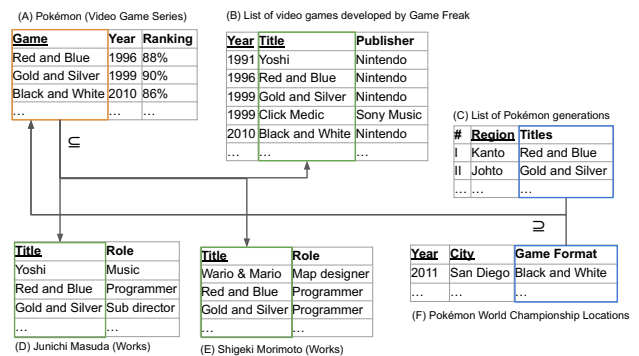 (A) Pokémon (Video Game Series)
Game Year Ranking
Red and Blue 1996 88%
Gold and Silver 1999 90%
Black and White 2010 86%
... ... ...
(B) List of video games developed by Game Freak
Year Title Publisher
1991 Yoshi Nintendo
1996 Red and Blue Nintendo
1999 Gold and Silver Nintendo
1999 Click Medic Sony Music
2010 Black and White Nintendo
... ... ...
(C) List of Pokémon generations
# Region Titles
I Kanto Red and Blue
II Johto Gold and Silver
... ... ...
⊆
⊇
Title Role
Yoshi Music
Red and Blue Programmer
Gold and Silver Sub director
... ...
(D) Junichi Masuda (Works)
Title Role
Wario & Mario Map designer
Red and Blue Programmer
Gold and Silver Programmer
... ...
(E) Shigeki Morimoto (Works)
Year City Game Format
2011 San Diego Black and White
... ... ...
(F) Pokémon World Championship Locations